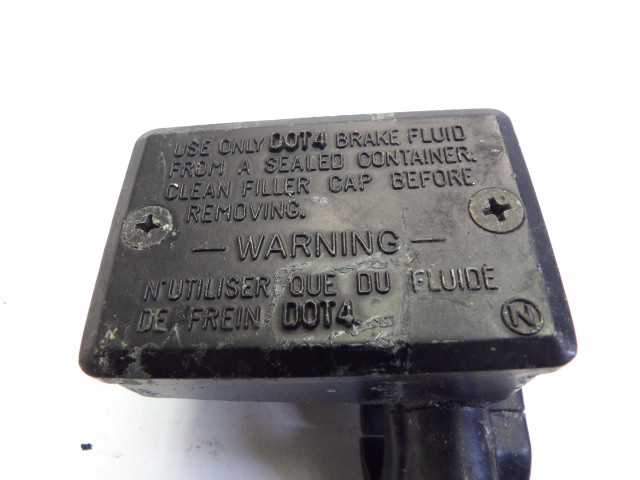 USE ONLY DOT4 BRAKE FLUID
FROM A SEALED CONTAINER.
CLEAN FILLER CAP BEFORE
REMOVING.
— WARNING —
N'UTILISER QUE DU FLUIDE
DE FREIN DOT4
N